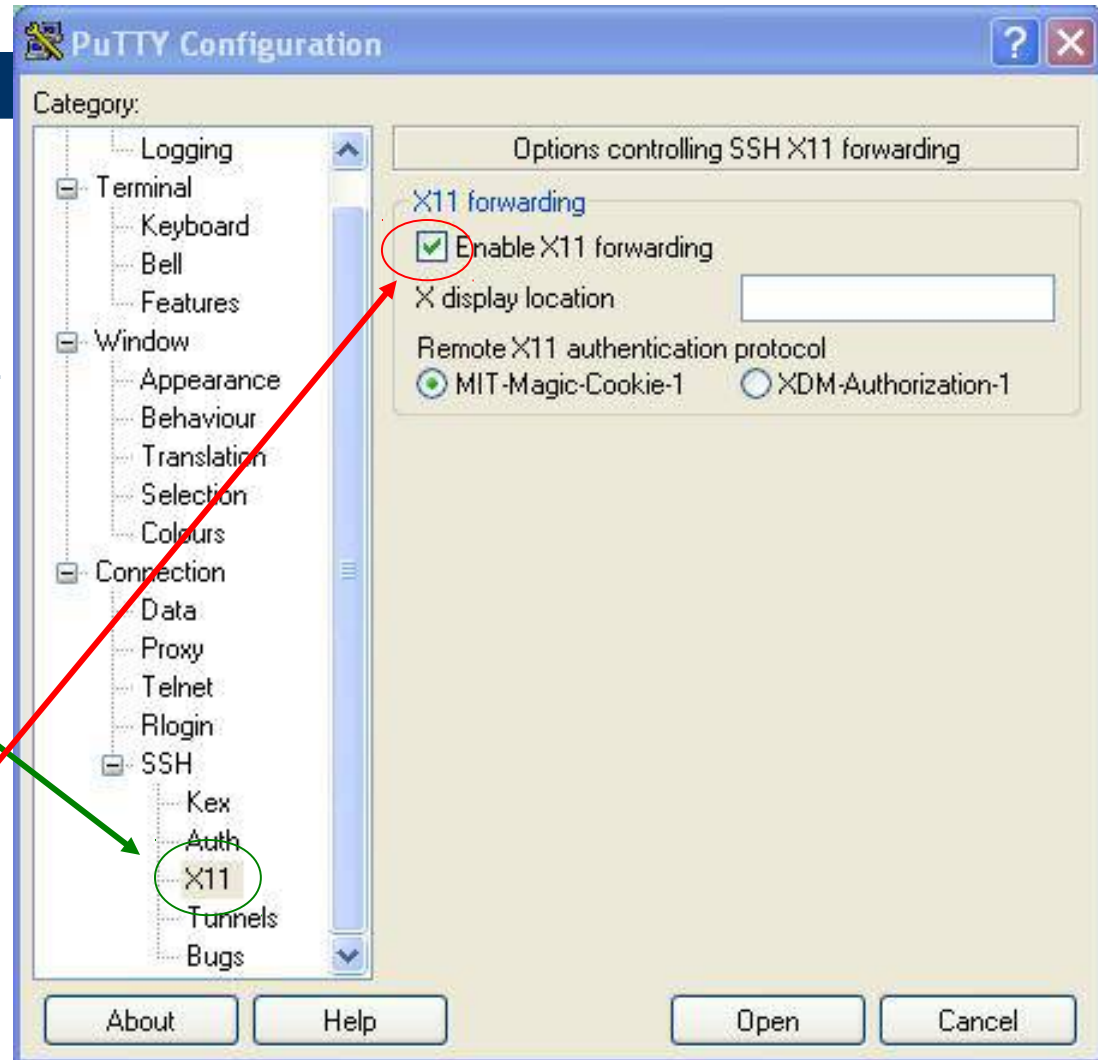 PuTTY Configuration
Category:
Logging
Terminal
Keyboard
Bell
Features
Window
Appearance
Behaviour
Translation
Selection
Colours
Connection
Data
Proxy
Telnet
Rlogin
SSH
Kex
Auth
X11
Tunnels
Bugs
Options controlling SSH X11 forwarding
X11 forwarding
Enable X11 forwarding
X display location
Remote X11 authentication protocol
MIT-Magic-Cookie-1 XDM-Authorization-1
About Help Open Cancel